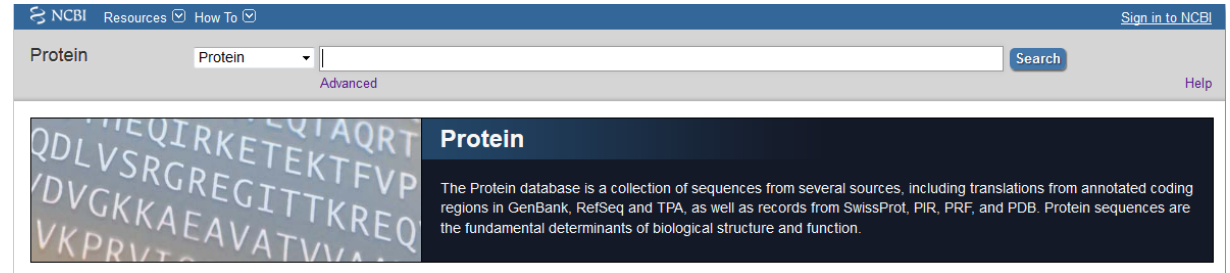 NCBI Resources How To Sign in to NCBI
Protein Protein Search
Advanced Help
Protein
The Protein database is a collection of sequences from several sources, including translations from annotated coding
regions in GenBank, RefSeq and TPA, as well as records from SwissProt, PIR, PRF, and PDB. Protein sequences are
the fundamental determinants of biological structure and function.
QDLVSRGREGITTKREQ
VDVGKKAEAVATVVA